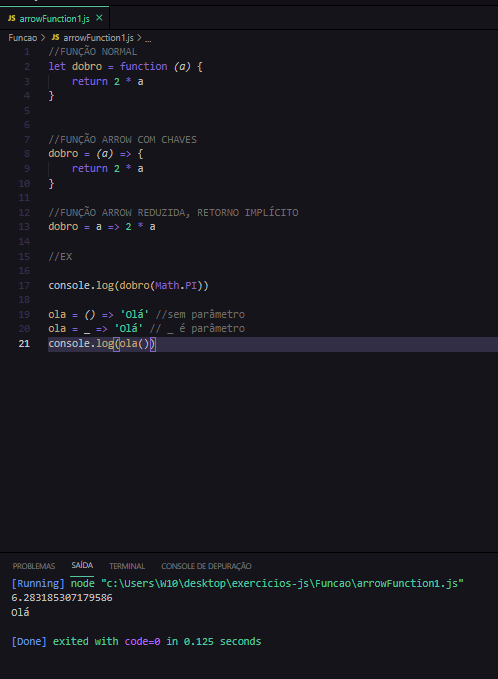 JS arrowFunction1.js ×
Funcao > JS arrowFunction1.js > ...
1 //FUNÇÃO NORMAL
2 let dobro = function (a) {
3     return 2 * a
4 }
5
6
7 //FUNÇÃO ARROW COM CHAVES
8 dobro = (a) => {
9     return 2 * a
10 }
11
12 //FUNÇÃO ARROW REDUZIDA, RETORNO IMPLÍCITO
13 dobro = a => 2 * a
14
15 //EX
16
17 console.log(dobro(Math.PI))
18
19 ola = () => 'Olá' //sem parâmetro
20 ola = _ => 'Olá' // _ é parâmetro
21 console.log(ola())
PROBLEMAS SAÍDA TERMINAL CONSOLE DE DEPURAÇÃO
[Running] node "c:\Users\W10\desktop\exercicios-js\Funcao\arrowFunction1.js"
6.283185307179586
Olá
[Done] exited with code=0 in 0.125 seconds